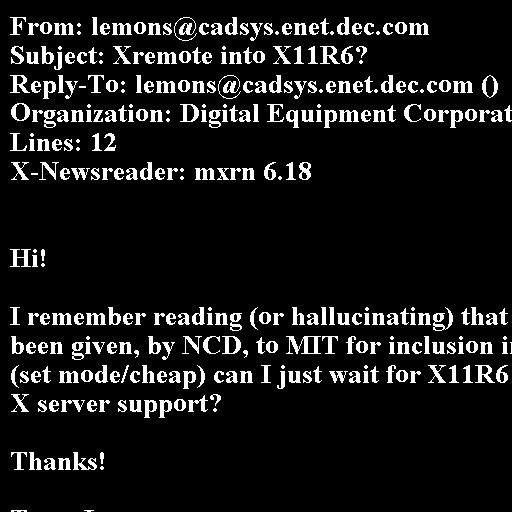 From: lemons@cadsys.enet.dec.com
Subject: Xremote into X11R6?
Reply-To: lemons@cadsys.enet.dec.com ()
Organization: Digital Equipment Corporat
Lines: 12
X-Newsreader: mxrn 6.18
Hi!
I remember reading (or hallucinating) that
been given, by NCD, to MIT for inclusion i
(set mode/cheap) can I just wait for X11R6
X server support?
Thanks!